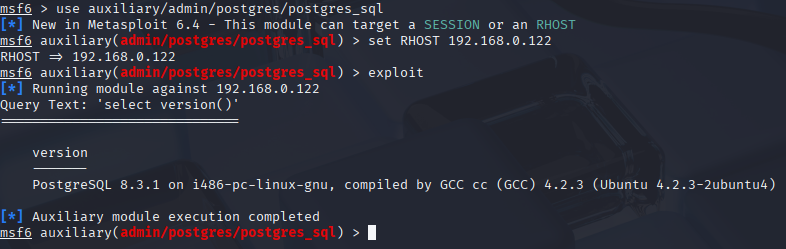 msf6 > use auxiliary/admin/postgres/postgres_sql
[*] New in Metasploit 6.4 - This module can target a SESSION or an RHOST
msf6 auxiliary(admin/postgres/postgres_sql) > set RHOST 192.168.0.122
RHOST => 192.168.0.122
msf6 auxiliary(admin/postgres/postgres_sql) > exploit
[*] Running module against 192.168.0.122
Query Text: 'select version()'
==============================
version
-------
PostgreSQL 8.3.1 on i486-pc-linux-gnu, compiled by GCC cc (GCC) 4.2.3 (Ubuntu 4.2.3-2ubuntu4)
[*] Auxiliary module execution completed
msf6 auxiliary(admin/postgres/postgres_sql) >